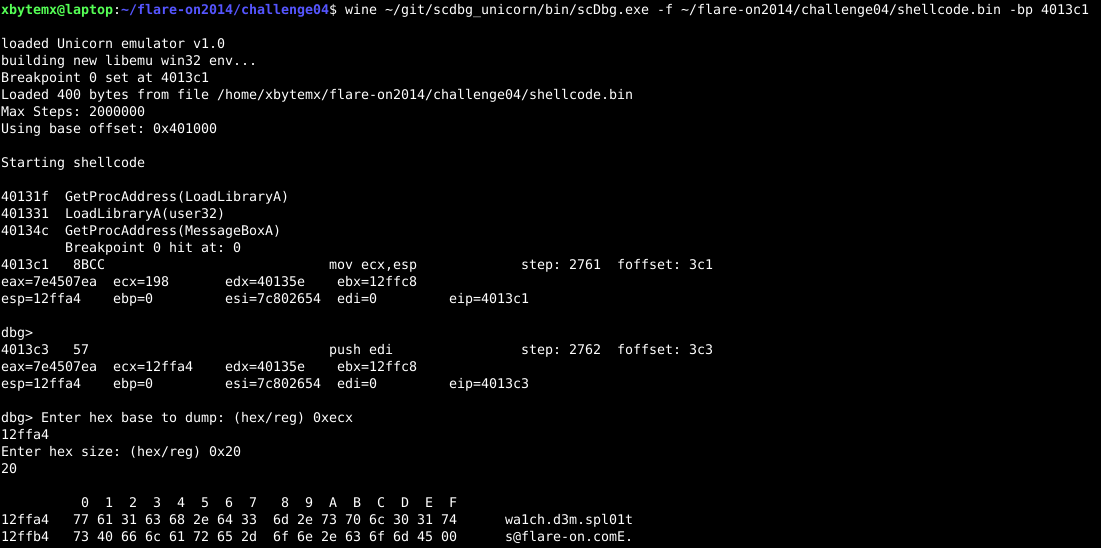 xbytemx@laptop:~/flare-on2014/challenge04$ wine ~/git/scdbg_unicorn/bin/scDbg.exe -f ~/flare-on2014/challenge04/shellcode.bin -bp 4013c1
loaded Unicorn emulator v1.0
building new libemu win32 env...
Breakpoint 0 set at 4013c1
Loaded 400 bytes from file /home/xbytemx/flare-on2014/challenge04/shellcode.bin
Max Steps: 2000000
Using base offset: 0x401000
Starting shellcode
40131f  GetProcAddress(LoadLibraryA)
401331  LoadLibraryA(user32)
40134c  GetProcAddress(MessageBoxA)
        Breakpoint 0 hit at: 0
4013c1   8BCC                            mov ecx,esp             step: 2761  foffset: 3c1
eax=7e4507ea  ecx=198       edx=40135e    ebx=12ffc8
esp=12ffa4    ebp=0         esi=7c802654  edi=0         eip=4013c1
dbg>
4013c3   57                              push edi                step: 2762  foffset: 3c3
eax=7e4507ea  ecx=12ffa4    edx=40135e    ebx=12ffc8
esp=12ffa4    ebp=0         esi=7c802654  edi=0         eip=4013c3
dbg> Enter hex base to dump: (hex/reg) 0xecx
12ffa4
Enter hex size: (hex/reg) 0x20
20
          0  1  2  3  4  5  6  7   8  9  A  B  C  D  E  F
12ffa4   77 61 31 63 68 2e 64 33  6d 2e 73 70 6c 30 31 74      wa1ch.d3m.spl01t
12ffb4   73 40 66 6c 61 72 65 2d  6f 6e 2e 63 6f 6d 45 00      s@flare-on.comE.